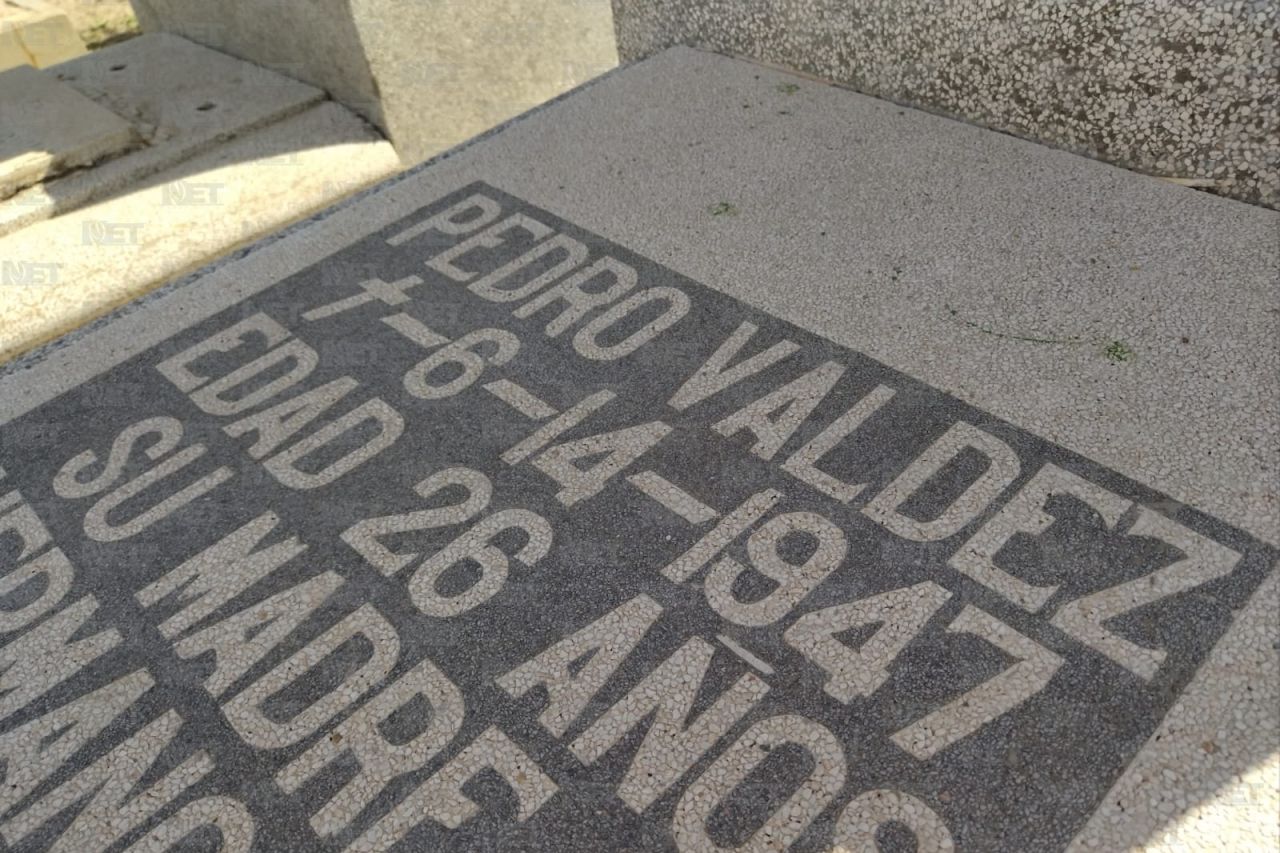 PEDRO VALDEZ
†-6-14-1947
EDAD 26 AÑOS
SU MADRE